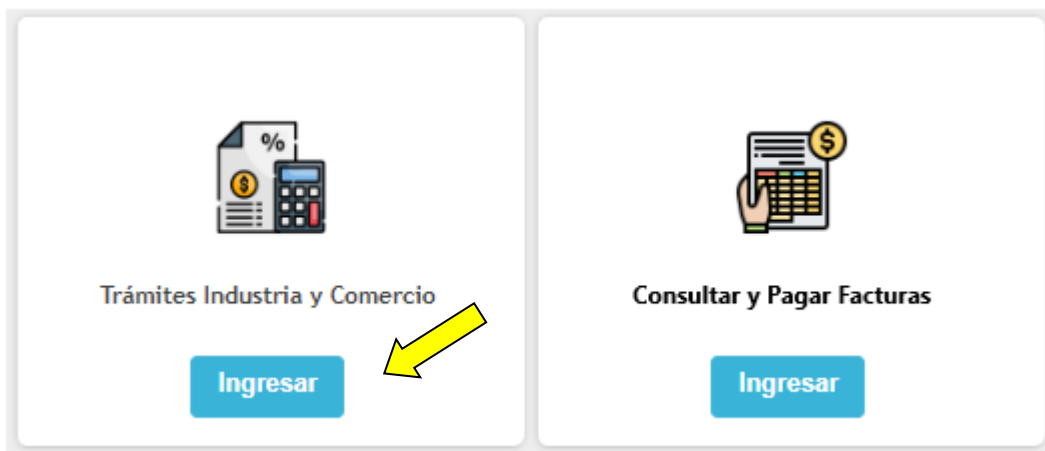 %
$
$
Trámites Industria y Comercio
Consultar y Pagar Facturas
Ingresar
Ingresar